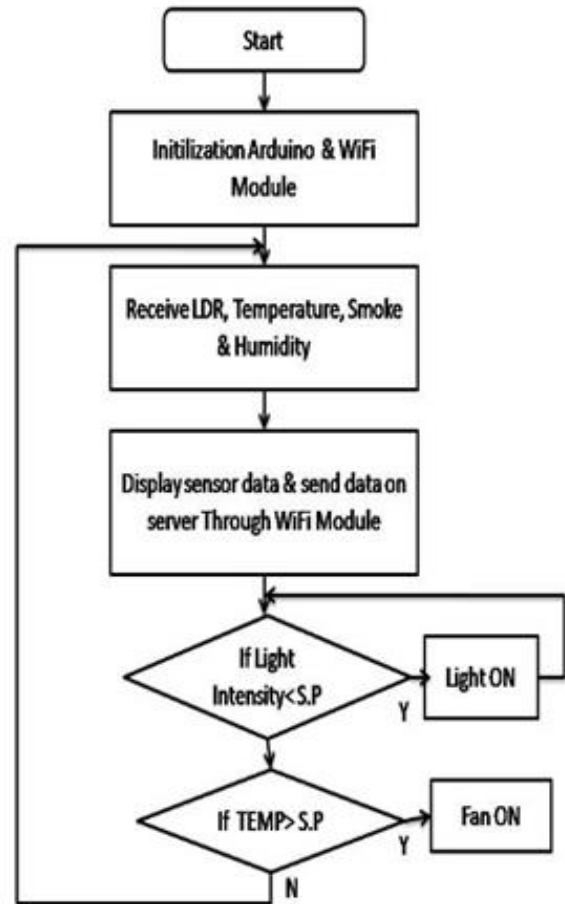 Start
Initilization Arduino & WiFi
Module
Receive LDR, Temperature, Smoke
& Humidity
Display sensor data & send data on
server Through WiFi Module
If Light
Intensity<S.P
Y
Light ON
If TEMP>S.P
Y
Fan ON
N